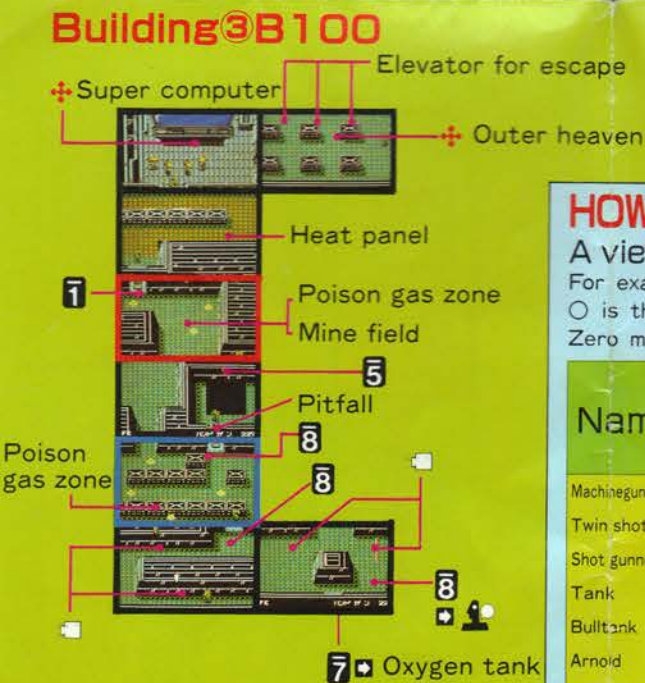 Building③B100
Elevator for escape
Super computer
Outer heaven
Heat panel
1̄
Poison gas zone
Mine field
5̄
Pitfall
8̄
Poison
gas zone
8̄
8̄
7̄ Oxygen tank
HOW
A vie
For exa
○ is th
Zero m
Nam
Machinegun
Twin shot
Shot gunn
Tank
Bulltank
Arnold